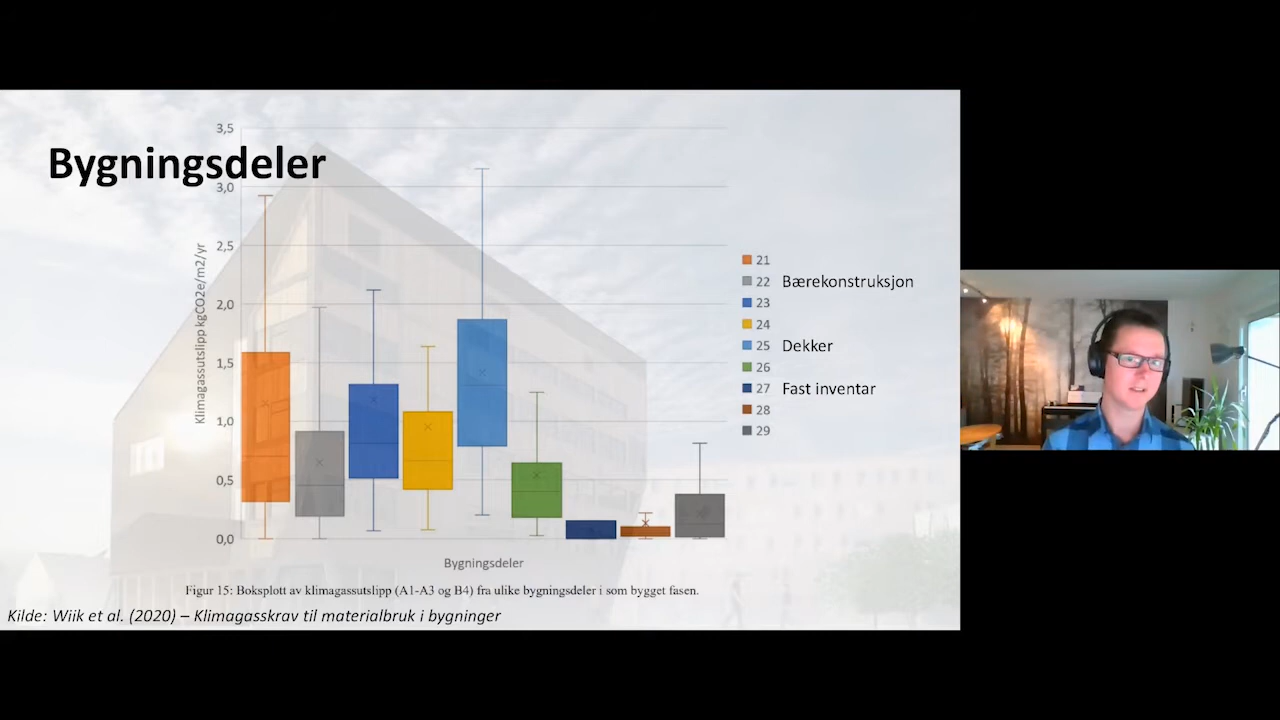 Bygningsdeler
3,5
3,0
2,5
2,0
1,5
1,0
0,5
0,0
Klimagassutslipp kgCO2e/m2/yr
Bygningsdeler
21
22 Bærekonstruksjon
23
24
25 Dekker
26
27 Fast inventar
28
29
Figur 15: Boksplott av klimagassutslipp (A1-A3 og B4) fra ulike bygningsdeler i som bygget fasen.
Kilde: Wiik et al. (2020) – Klimagasskrav til materialbruk i bygninger